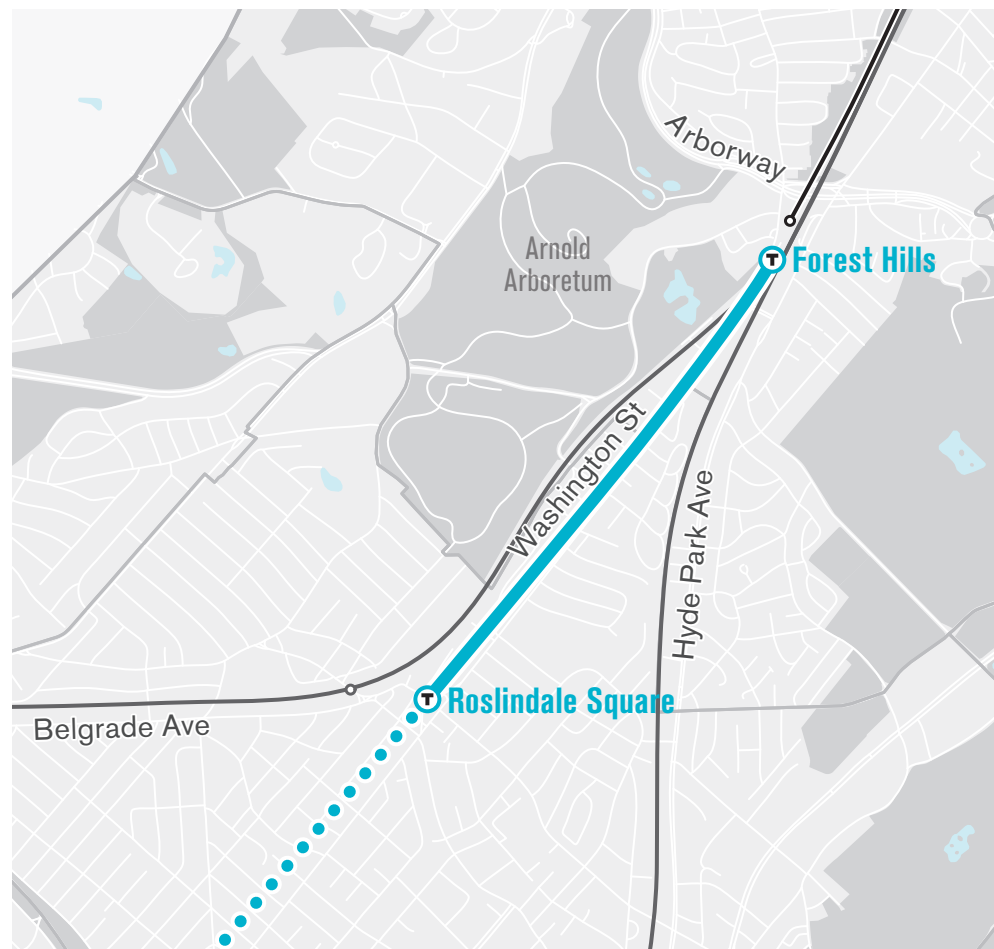 Arborway
Arnold
Arboretum
T Forest Hills
Washington St
Hyde Park Ave
T Roslindale Square
Belgrade Ave